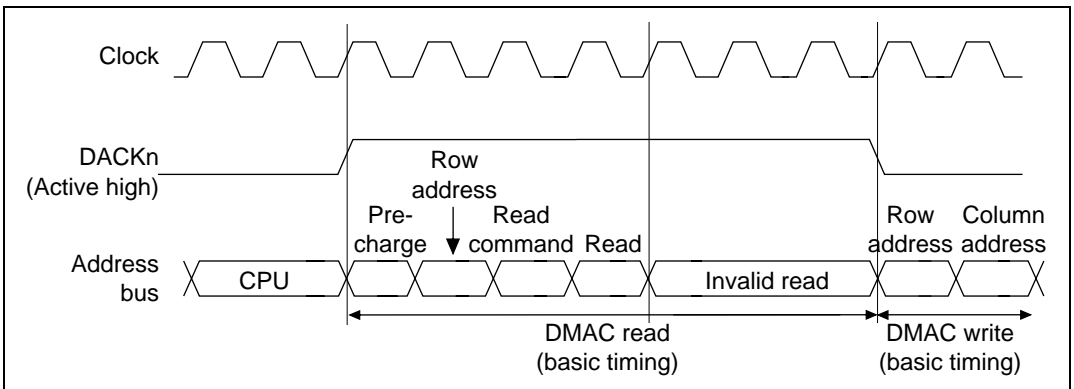 Clock
DACKn
(Active high)
Row
address
Pre-
charge
Read
command
Read
Row
address
Column
address
Address
bus
CPU
Invalid read
DMAC read
(basic timing)
DMAC write
(basic timing)